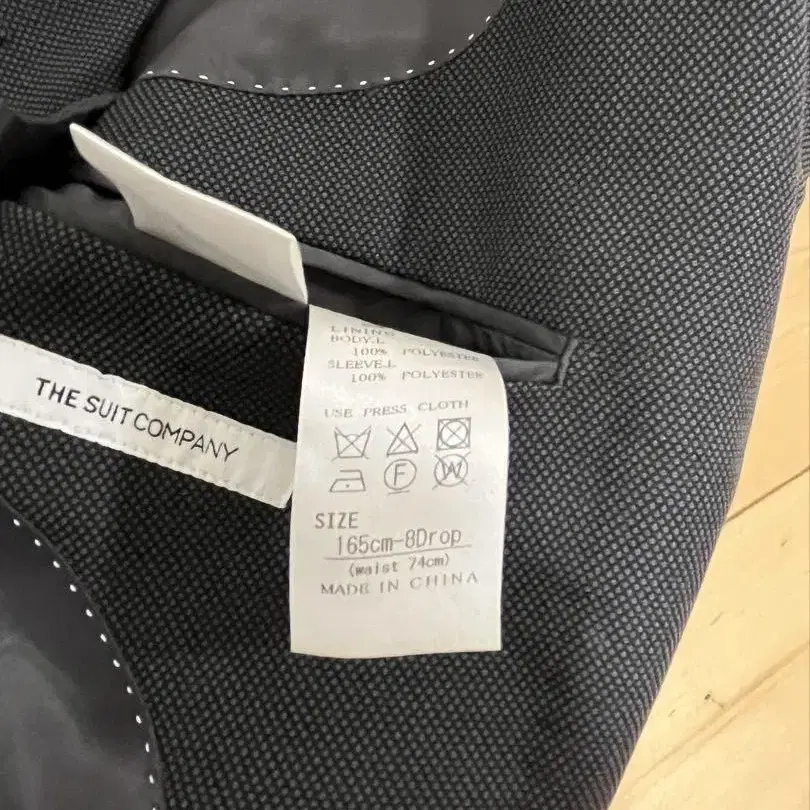 THE SUIT COMPANY
LINING
BODY.L
100% POLYESTER
SLEEVE.L
100% POLYESTER
USE PRESS CLOTH
F W
SIZE
165cm-8Drop
(waist 74cm)
MADE IN CHINA